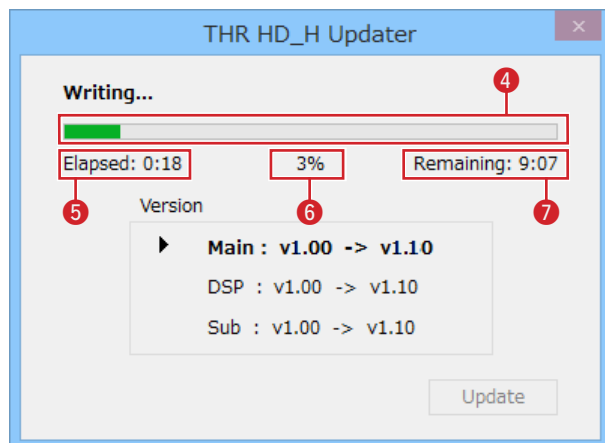 THR HD_H Updater
×
Writing...
4
Elapsed: 0:18 3% Remaining: 9:07
5 6 7
Version
Main : v1.00 -> v1.10
DSP : v1.00 -> v1.10
Sub : v1.00 -> v1.10
Update